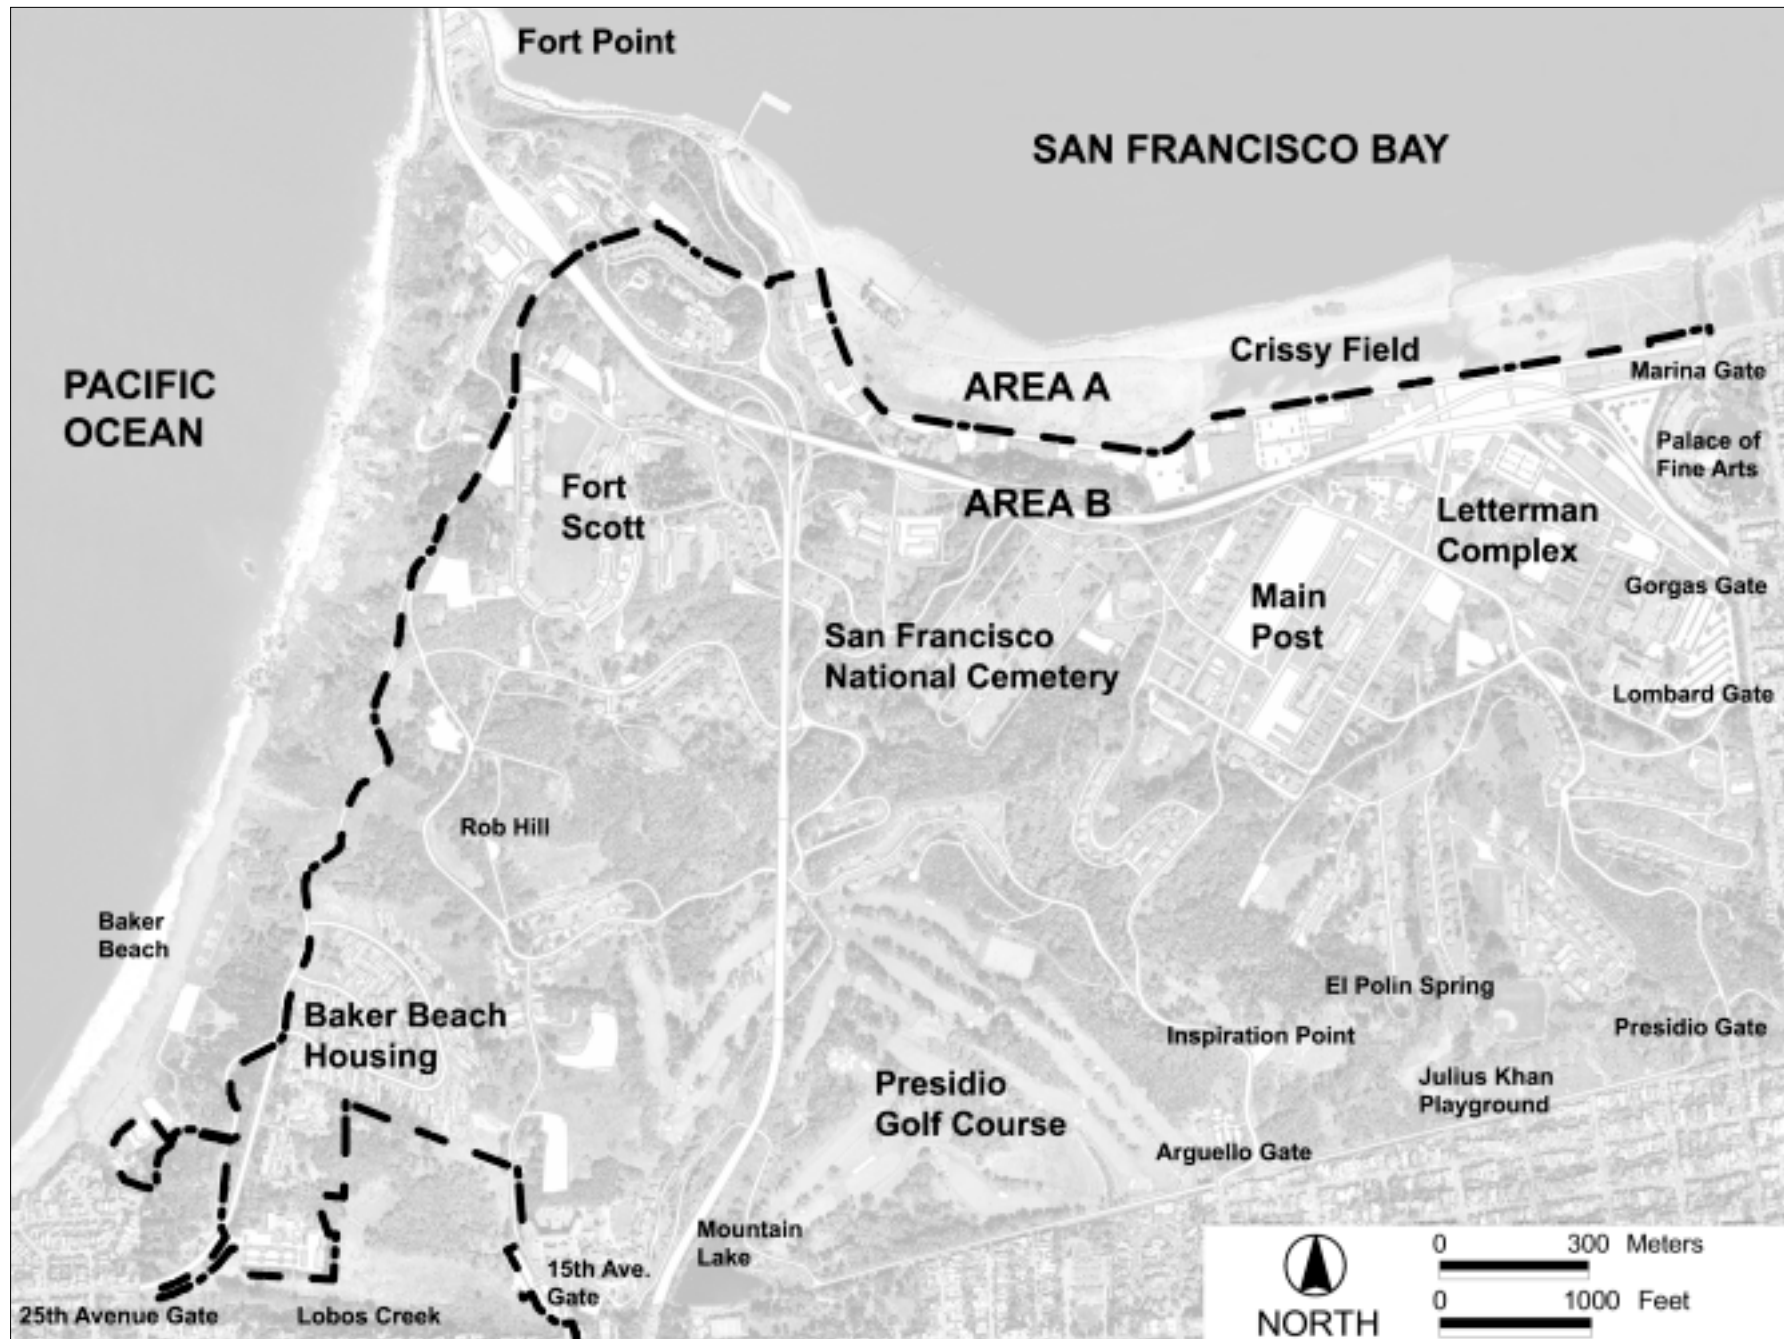 Fort Point
SAN FRANCISCO BAY
PACIFIC
OCEAN
Crissy Field
AREA A
Marina Gate
Palace of
Fine Arts
Fort
Scott
AREA B
Letterman
Complex
Gorgas Gate
Main
Post
San Francisco
National Cemetery
Lombard Gate
Rob Hill
Baker
Beach
El Polin Spring
Baker Beach
Housing
Inspiration Point
Presidio Gate
Presidio
Golf Course
Julius Khan
Playground
Arguello Gate
Mountain
Lake
15th Ave.
Gate
25th Avenue Gate
Lobos Creek
NORTH
0 300 Meters
0 1000 Feet